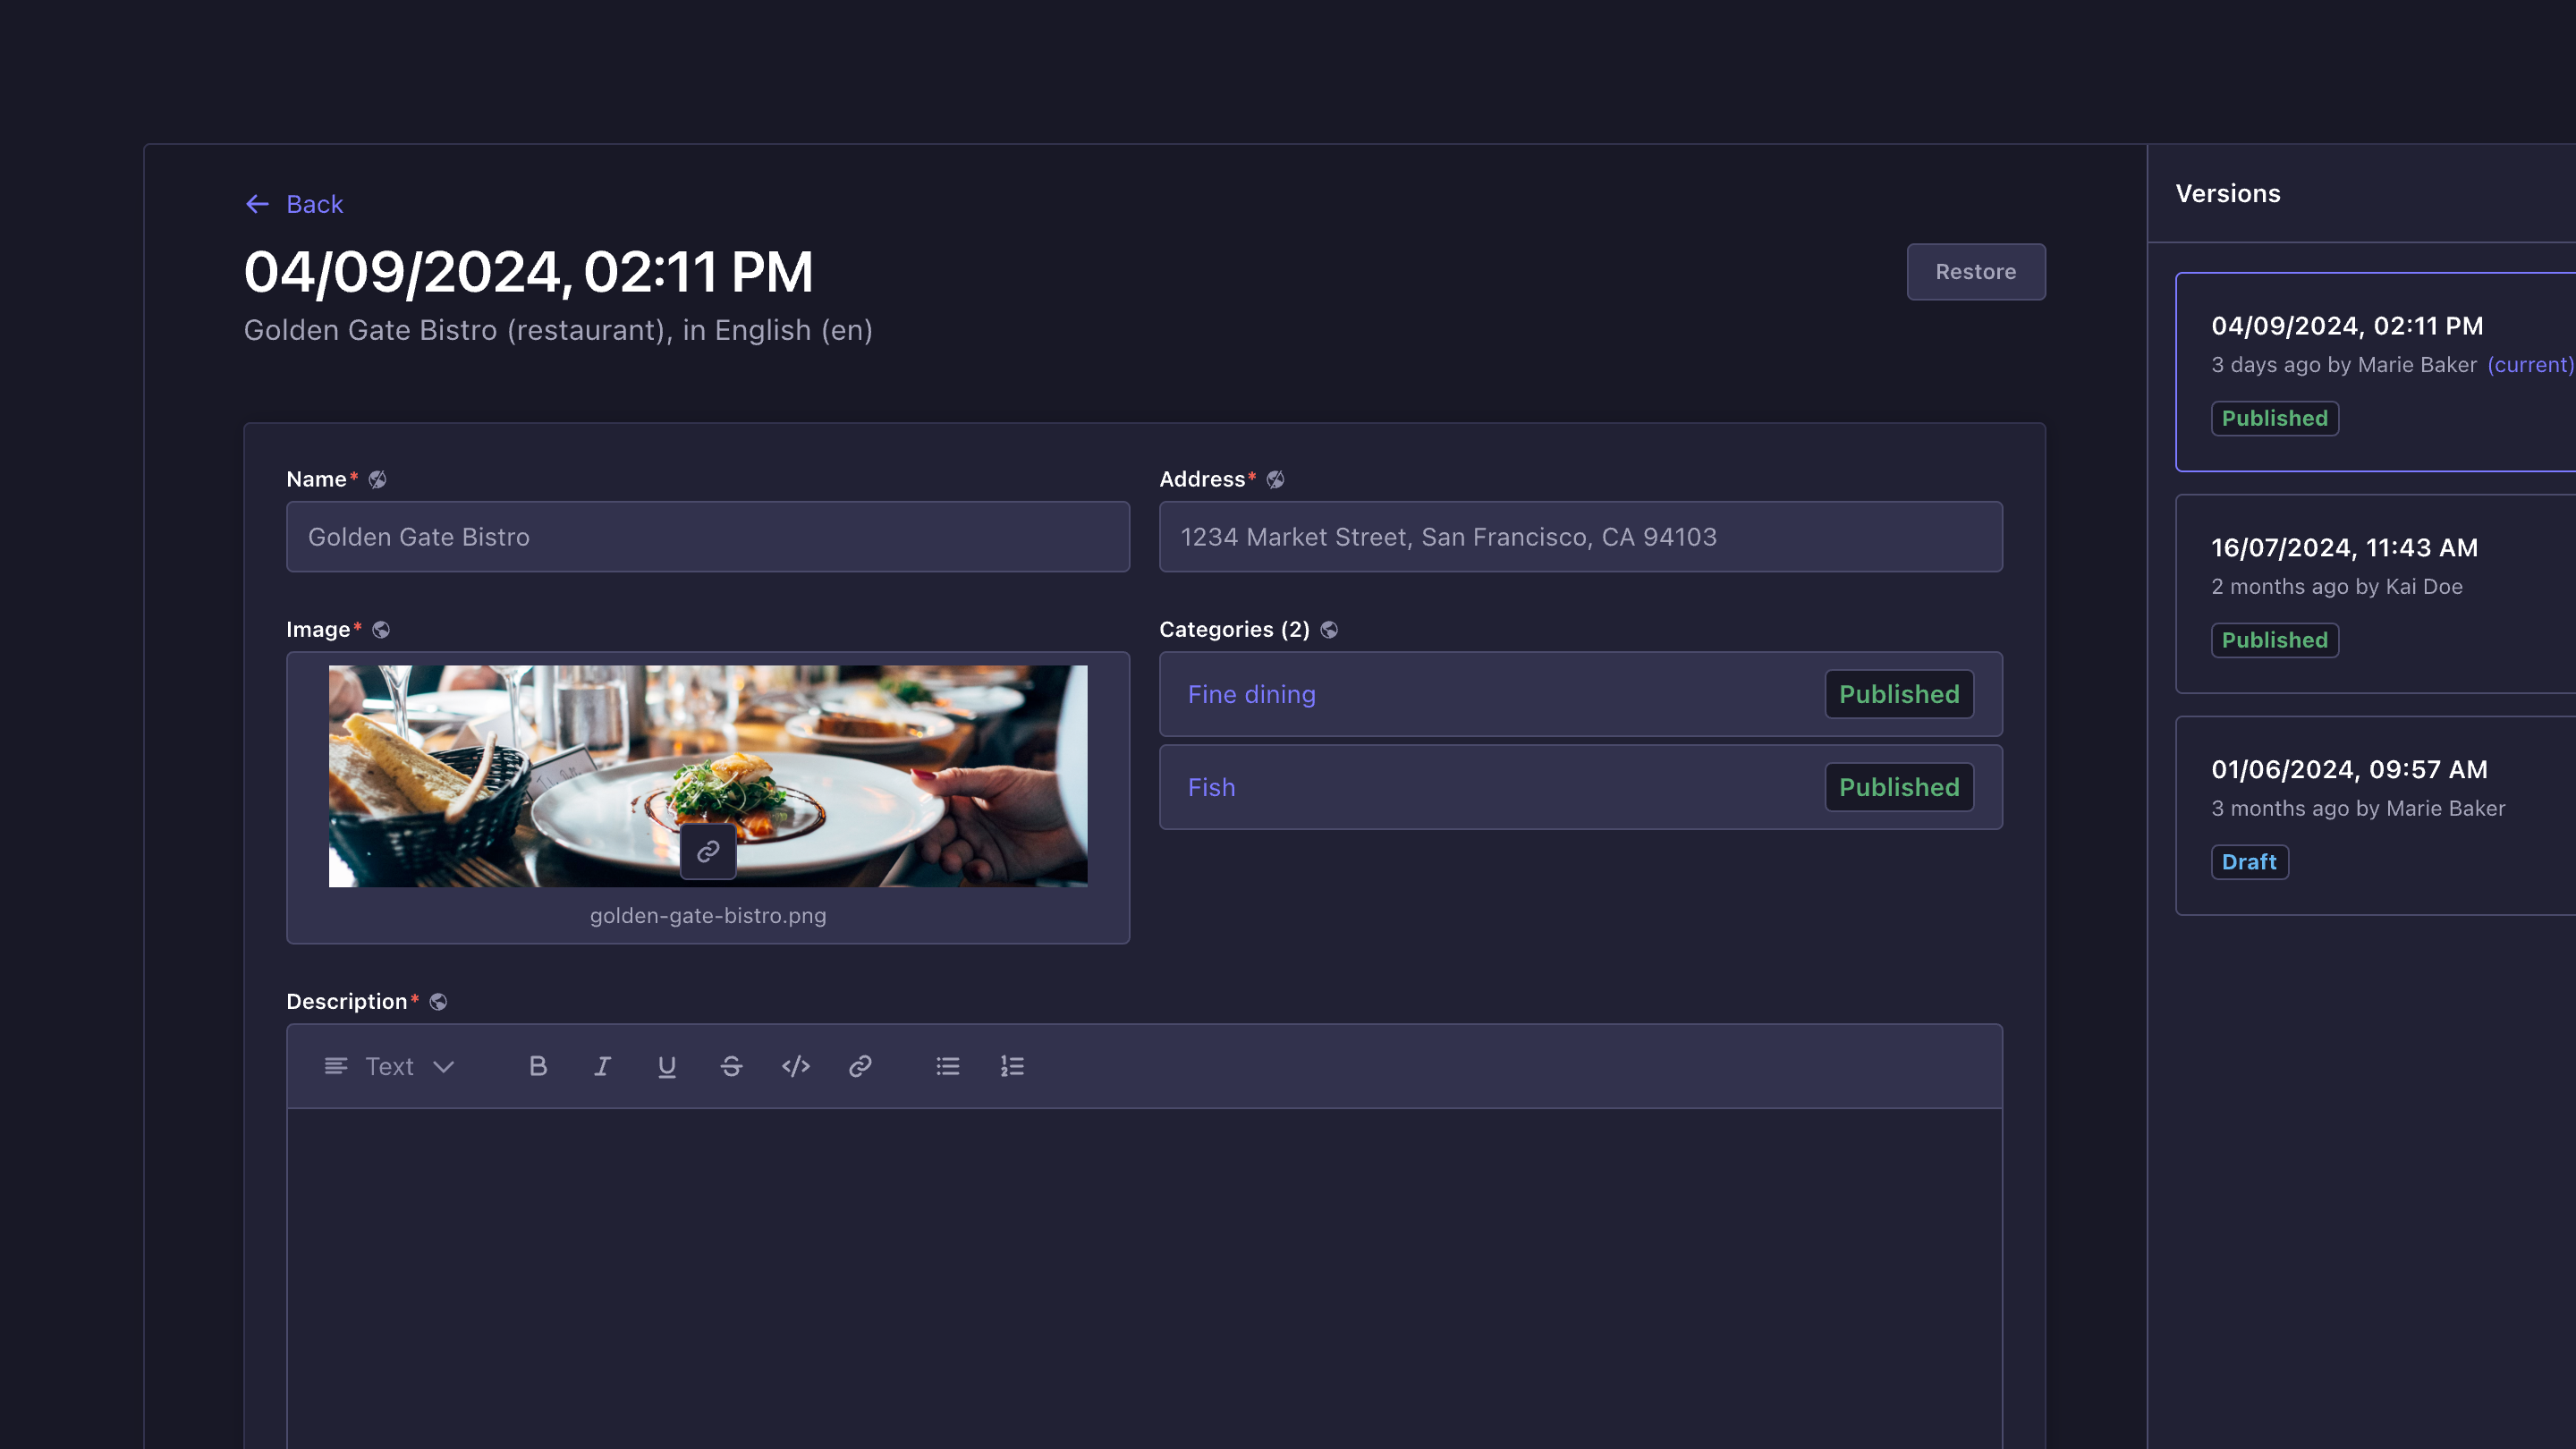 Back
04/09/2024, 02:11 PM
Restore
Golden Gate Bistro (restaurant), in English (en)
Name*
Golden Gate Bistro
Address*
1234 Market Street, San Francisco, CA 94103
Image*
golden-gate-bistro.png
Categories (2)
Fine dining
Published
Fish
Published
Description*
Text
Versions
04/09/2024, 02:11 PM
3 days ago by Marie Baker (current)
Published
16/07/2024, 11:43 AM
2 months ago by Kai Doe
Published
01/06/2024, 09:57 AM
3 months ago by Marie Baker
Draft